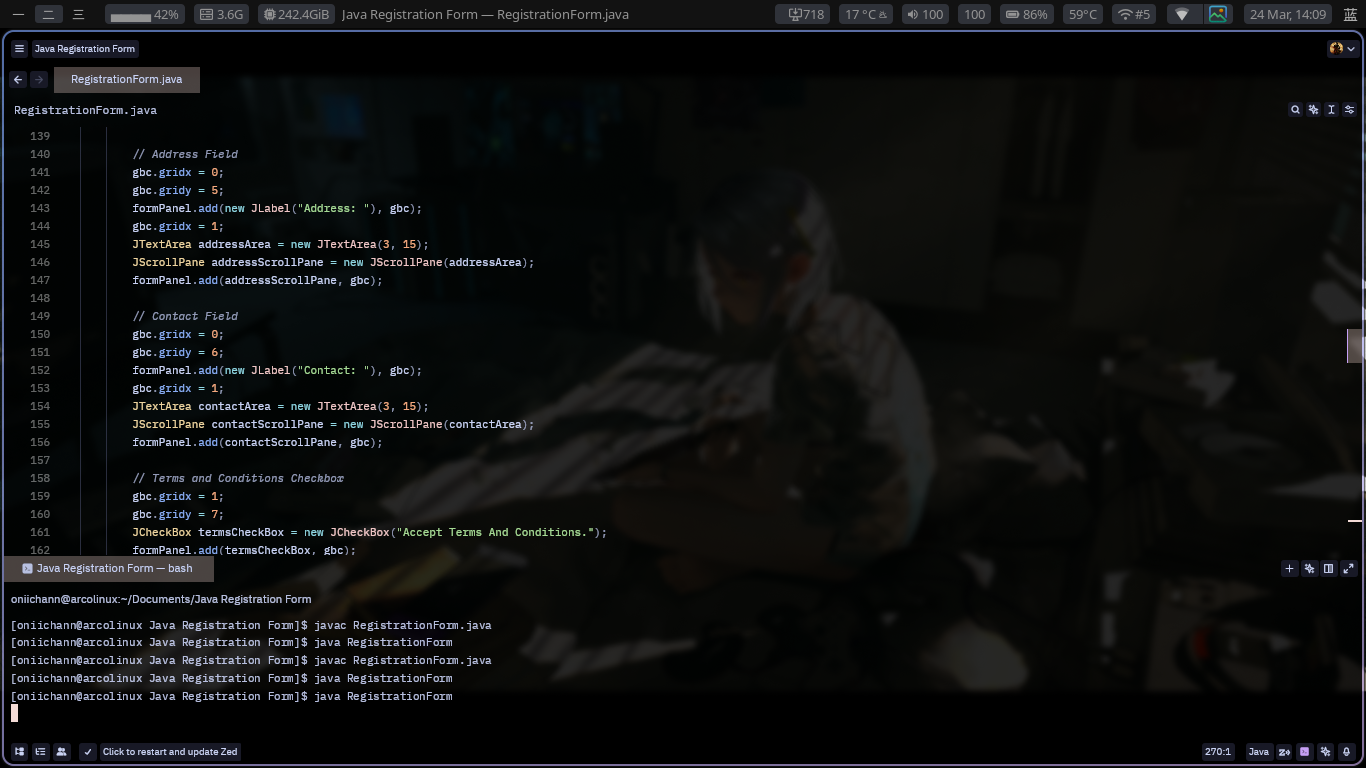 一 二 三 42% 3.6G 242.4GiB Java Registration Form — RegistrationForm.java 718 17 °C 100 100 86% 59°C #5 24 Mar, 14:09 蓝
Java Registration Form
RegistrationForm.java
RegistrationForm.java
139
140 // Address Field
141 gbc.gridx = 0;
142 gbc.gridy = 5;
143 formPanel.add(new JLabel("Address: "), gbc);
144 gbc.gridx = 1;
145 JTextArea addressArea = new JTextArea(3, 15);
146 JScrollPane addressScrollPane = new JScrollPane(addressArea);
147 formPanel.add(addressScrollPane, gbc);
148
149 // Contact Field
150 gbc.gridx = 0;
151 gbc.gridy = 6;
152 formPanel.add(new JLabel("Contact: "), gbc);
153 gbc.gridx = 1;
154 JTextArea contactArea = new JTextArea(3, 15);
155 JScrollPane contactScrollPane = new JScrollPane(contactArea);
156 formPanel.add(contactScrollPane, gbc);
157
158 // Terms and Conditions Checkbox
159 gbc.gridx = 1;
160 gbc.gridy = 7;
161 JCheckBox termsCheckBox = new JCheckBox("Accept Terms And Conditions.");
162 formPanel.add(termsCheckBox, gbc);
Java Registration Form — bash
oniichann@arcolinux:~/Documents/Java Registration Form
[oniichann@arcolinux Java Registration Form]$ javac RegistrationForm.java
[oniichann@arcolinux Java Registration Form]$ java RegistrationForm
[oniichann@arcolinux Java Registration Form]$ javac RegistrationForm.java
[oniichann@arcolinux Java Registration Form]$ java RegistrationForm
[oniichann@arcolinux Java Registration Form]$ java RegistrationForm
Click to restart and update Zed 270:1 Java